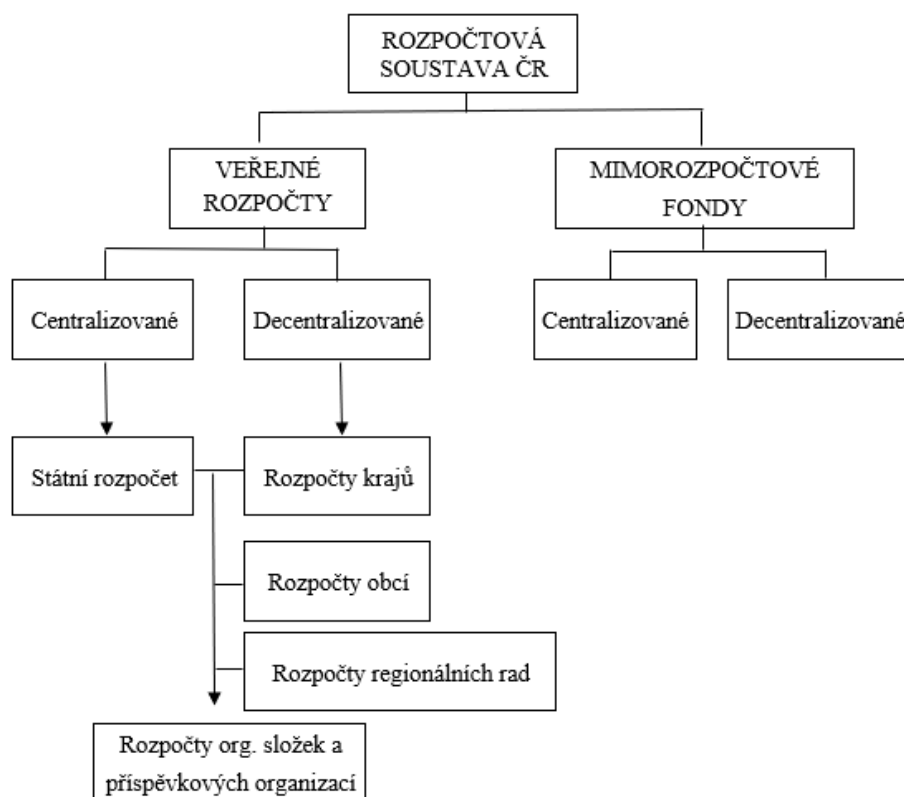 ROZPOČTOVÁ
SOUSTAVA ČR
VEŘEJNÉ
ROZPOČTY
MIMOROZPOČTOVÉ
FONDY
Centralizované
Decentralizované
Centralizované
Decentralizované
Státní rozpočet
Rozpočty krajů
Rozpočty obcí
Rozpočty regionálních rad
Rozpočty org. složek a
příspěvkových organizací